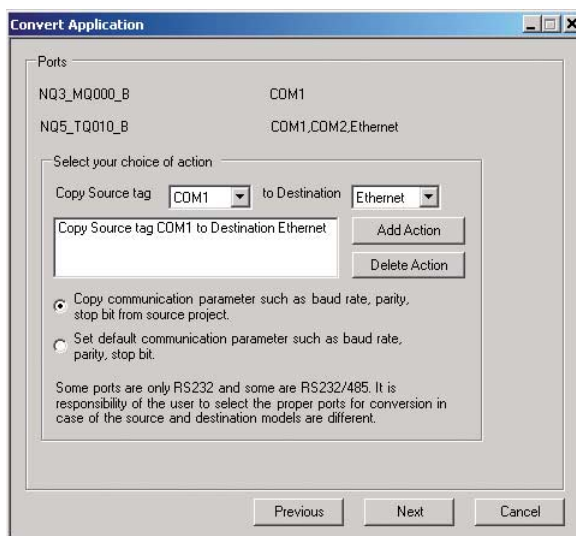 Convert Application
Ports
NQ3_MQ000_B COM1
NQ5_TQ010_B COM1,COM2,Ethernet
Select your choice of action
Copy Source tag COM1 to Destination Ethernet
Copy Source tag COM1 to Destination Ethernet
Add Action
Delete Action
Copy communication parameter such as baud rate, parity,
stop bit from source project.
Set default communication parameter such as baud rate,
parity, stop bit.
Some ports are only RS232 and some are RS232/485. It is
responsibility of the user to select the proper ports for conversion in
case of the source and destination models are different.
Previous Next Cancel